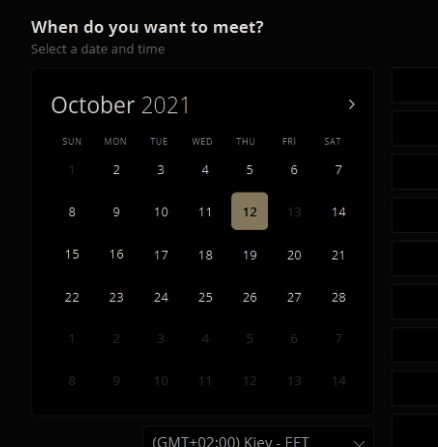 When do you want to meet?
Select a date and time
October 2021
SUN MON TUE WED THU FRI SAT
1 2 3 4 5 6 7
8 9 10 11 12 13 14
15 16 17 18 19 20 21
22 23 24 25 26 27 28
1 2 3 4 5 6 7
8 9 10 11 12 13 14
(GMT+02:00) Kiev - EET